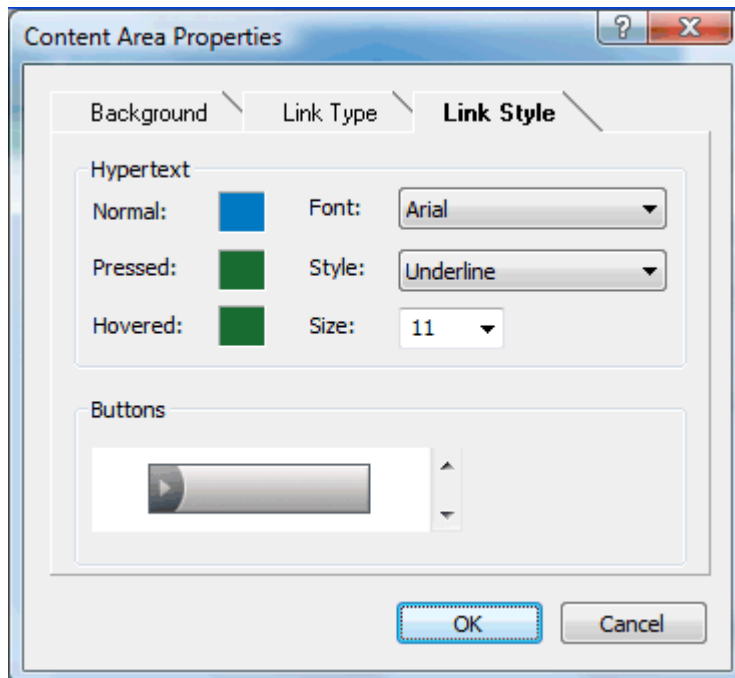 Content Area Properties
Background Link Type Link Style
Hypertext
Normal: Font: Arial
Pressed: Style: Underline
Hovered: Size: 11
Buttons
OK Cancel